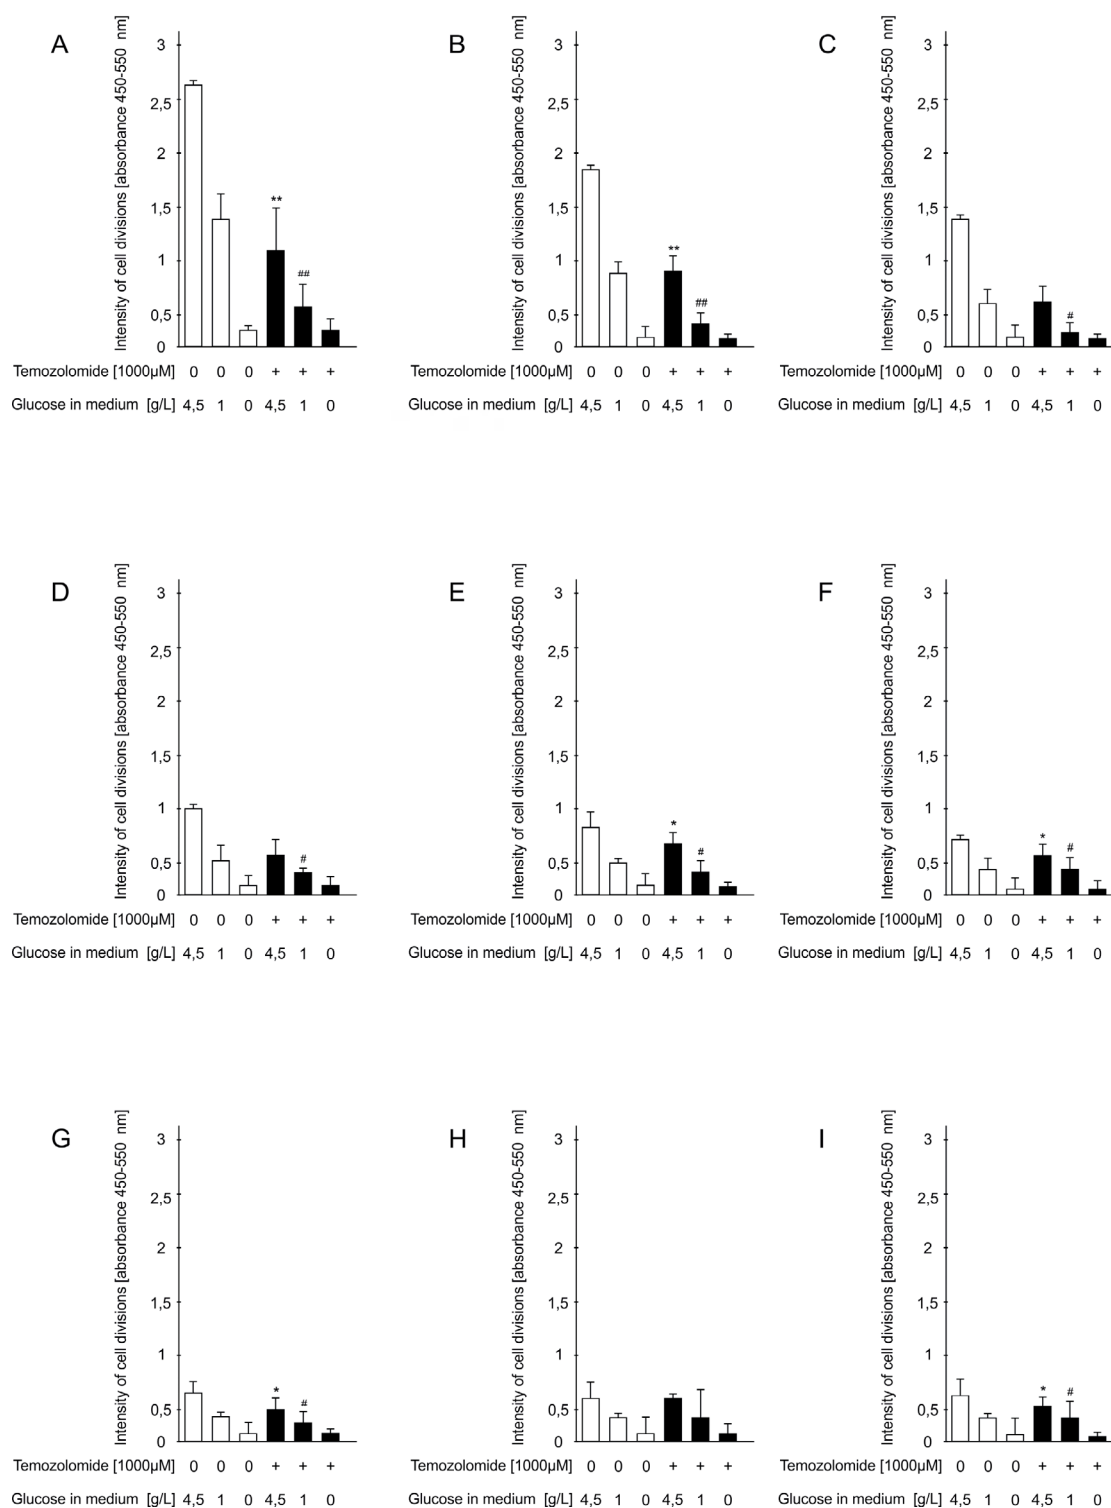 A
Intensity of cell divisions [absorbance 450-550 nm]
3
2,5
2
1,5
1
0,5
0
**
##
Temozolomide [1000µM] 0 0 0 + + +
Glucose in medium [g/L] 4,5 1 0 4,5 1 0
B
Intensity of cell divisions [absorbance 450-550 nm]
3
2,5
2
1,5
1
0,5
0
**
##
Temozolomide [1000µM] 0 0 0 + + +
Glucose in medium [g/L] 4,5 1 0 4,5 1 0
C
Intensity of cell divisions [absorbance 450-550 nm]
3
2,5
2
1,5
1
0,5
0
#
Temozolomide [1000µM] 0 0 0 + + +
Glucose in medium [g/L] 4,5 1 0 4,5 1 0
D
Intensity of cell divisions [absorbance 450-550 nm]
3
2,5
2
1,5
1
0,5
0
#
Temozolomide [1000µM] 0 0 0 + + +
Glucose in medium [g/L] 4,5 1 0 4,5 1 0
E
Intensity of cell divisions [absorbance 450-550 nm]
3
2,5
2
1,5
1
0,5
0
*
#
Temozolomide [1000µM] 0 0 0 + + +
Glucose in medium [g/L] 4,5 1 0 4,5 1 0
F
Intensity of cell divisions [absorbance 450-550 nm]
3
2,5
2
1,5
1
0,5
0
*
#
Temozolomide [1000µM] 0 0 0 + + +
Glucose in medium [g/L] 4,5 1 0 4,5 1 0
G
Intensity of cell divisions [absorbance 450-550 nm]
3
2,5
2
1,5
1
0,5
0
*
#
Temozolomide [1000µM] 0 0 0 + + +
Glucose in medium [g/L] 4,5 1 0 4,5 1 0
H
Intensity of cell divisions [absorbance 450-550 nm]
3
2,5
2
1,5
1
0,5
0
Temozolomide [1000µM] 0 0 0 + + +
Glucose in medium [g/L] 4,5 1 0 4,5 1 0
I
Intensity of cell divisions [absorbance 450-550 nm]
3
2,5
2
1,5
1
0,5
0
*
#
Temozolomide [1000µM] 0 0 0 + + +
Glucose in medium [g/L] 4,5 1 0 4,5 1 0